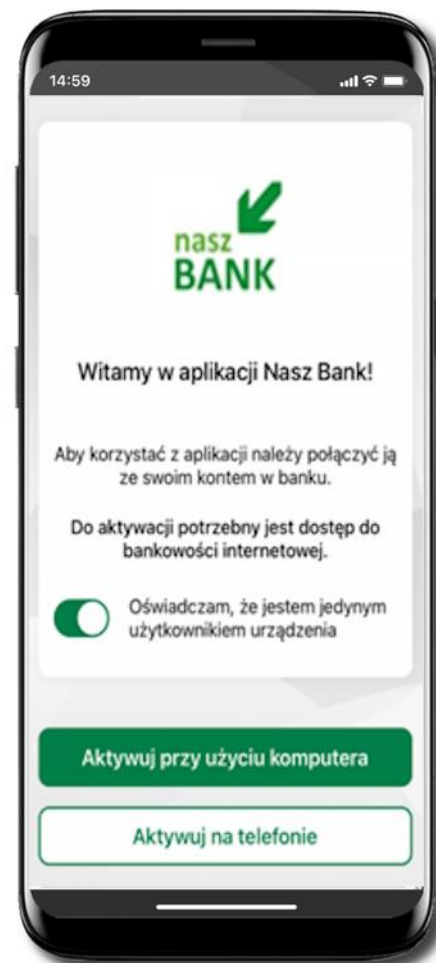 14:59
nasz
BANK
Witamy w aplikacji Nasz Bank!
Aby korzystać z aplikacji należy połączyć ją
ze swoim kontem w banku.
Do aktywacji potrzebny jest dostęp do
bankowości internetowej.
Oświadczam, że jestem jedynym
użytkownikiem urządzenia
Aktywuj przy użyciu komputera
Aktywuj na telefonie